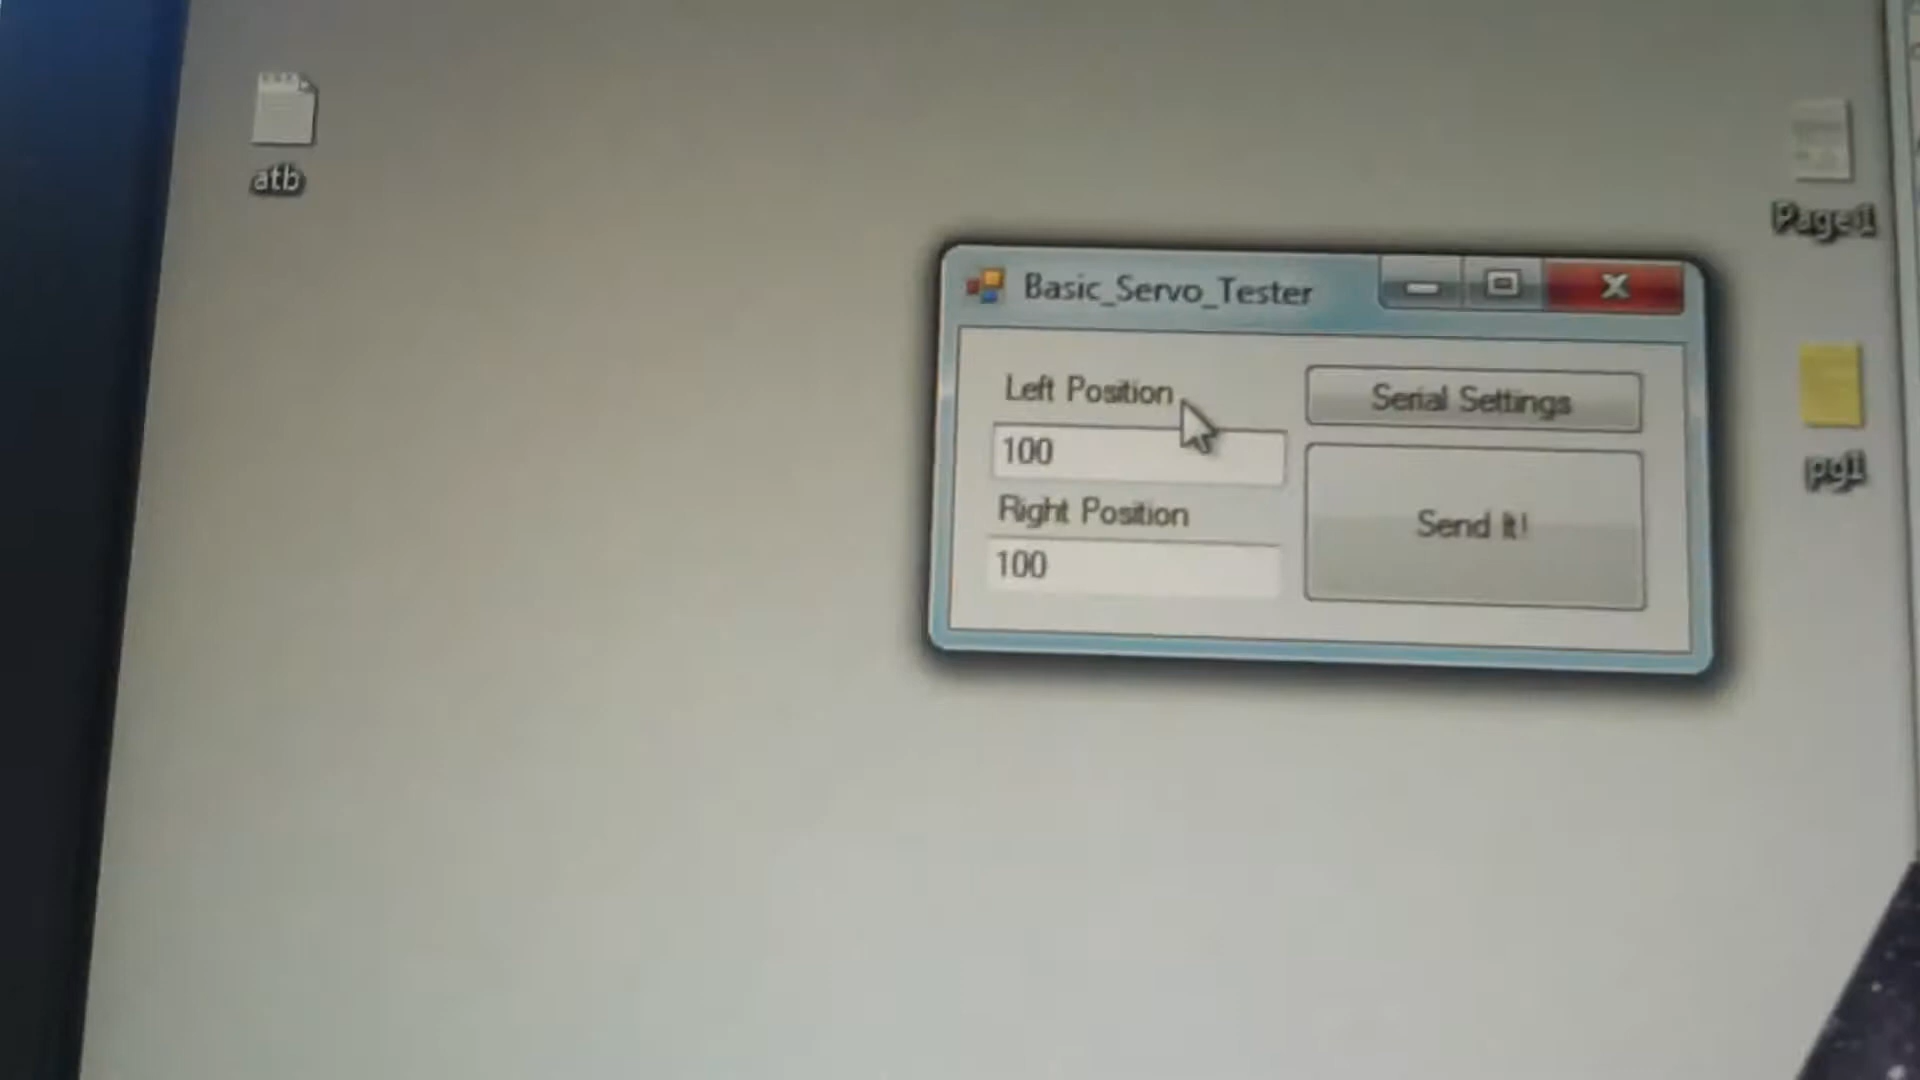 atb
Page1
Basic_Servo_Tester
Left Position
Serial Settings
100
Right Position
Send It!
100
pg1